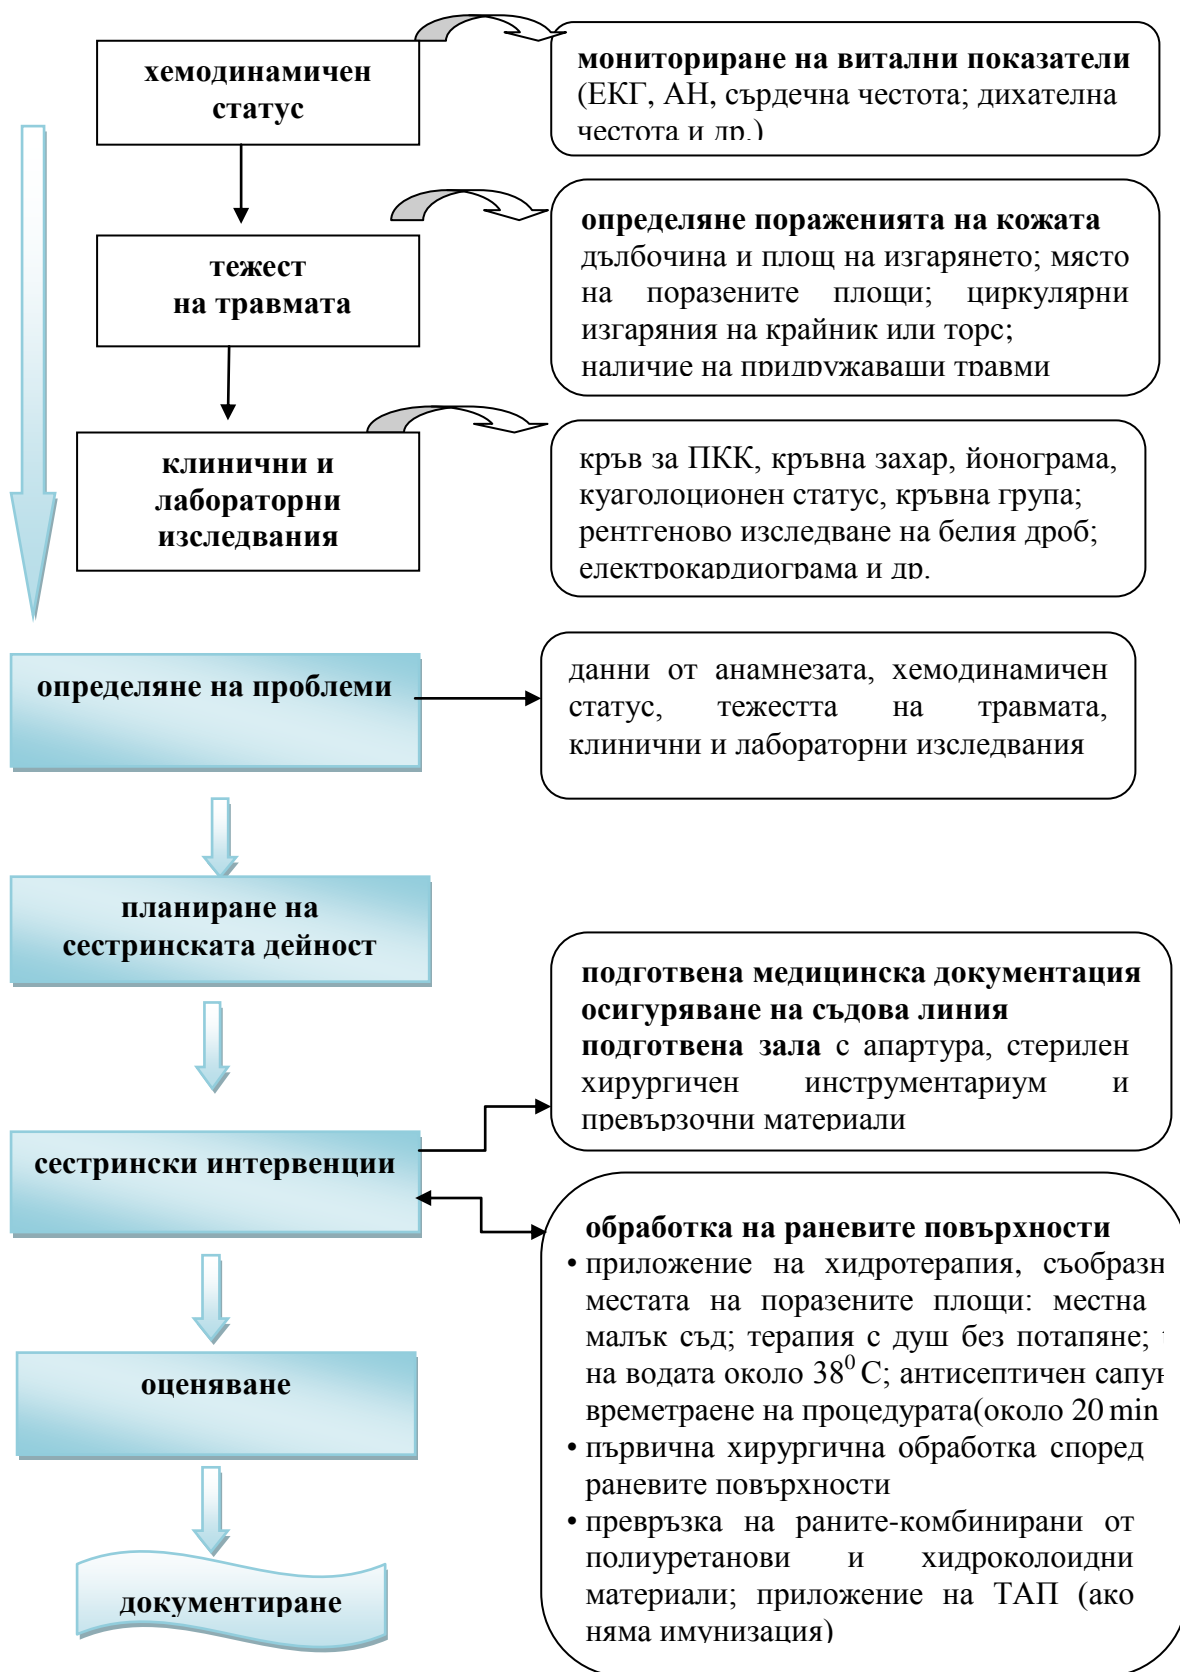 хемодинамичен
статус
мониториране на витални показатели
(ЕКГ, АН, сърдечна честота; дихателна
честота и др.)
тежест
на травмата
определяне пораженията на кожата
дълбочина и площ на изгарянето; място
на поразените площи; циркулярни
изгаряния на крайник или торс;
наличие на придружаващи травми
клинични и
лабораторни
изследвания
кръв за ПКК, кръвна захар, йонограма,
куаголоционен статус, кръвна група;
рентгеново изследване на белия дроб;
електрокардиограма и др.
определяне на проблеми
данни от анамнезата, хемодинамичен
статус, тежестта на травмата,
клинични и лабораторни изследвания
планиране на
сестринската дейност
подготвена медицинска документация
осигуряване на съдова линия
подготвена зала с апартура, стерилен
хирургичен инструментариум и
превързочни материали
сестрински интервенции
обработка на раневите повърхности
• приложение на хидротерапия, съобразн
местата на поразените площи: местна
малък съд; терапия с душ без потапяне;
на водата около 38⁰ С; антисептичен сапун
времетраене на процедурата(около 20 min
• първична хирургична обработка според
раневите повърхности
• превръзка на раните-комбинирани от
полиуретанови и хидроколоидни
материали; приложение на ТАП (ако
няма имунизация)
оценяване
документиране